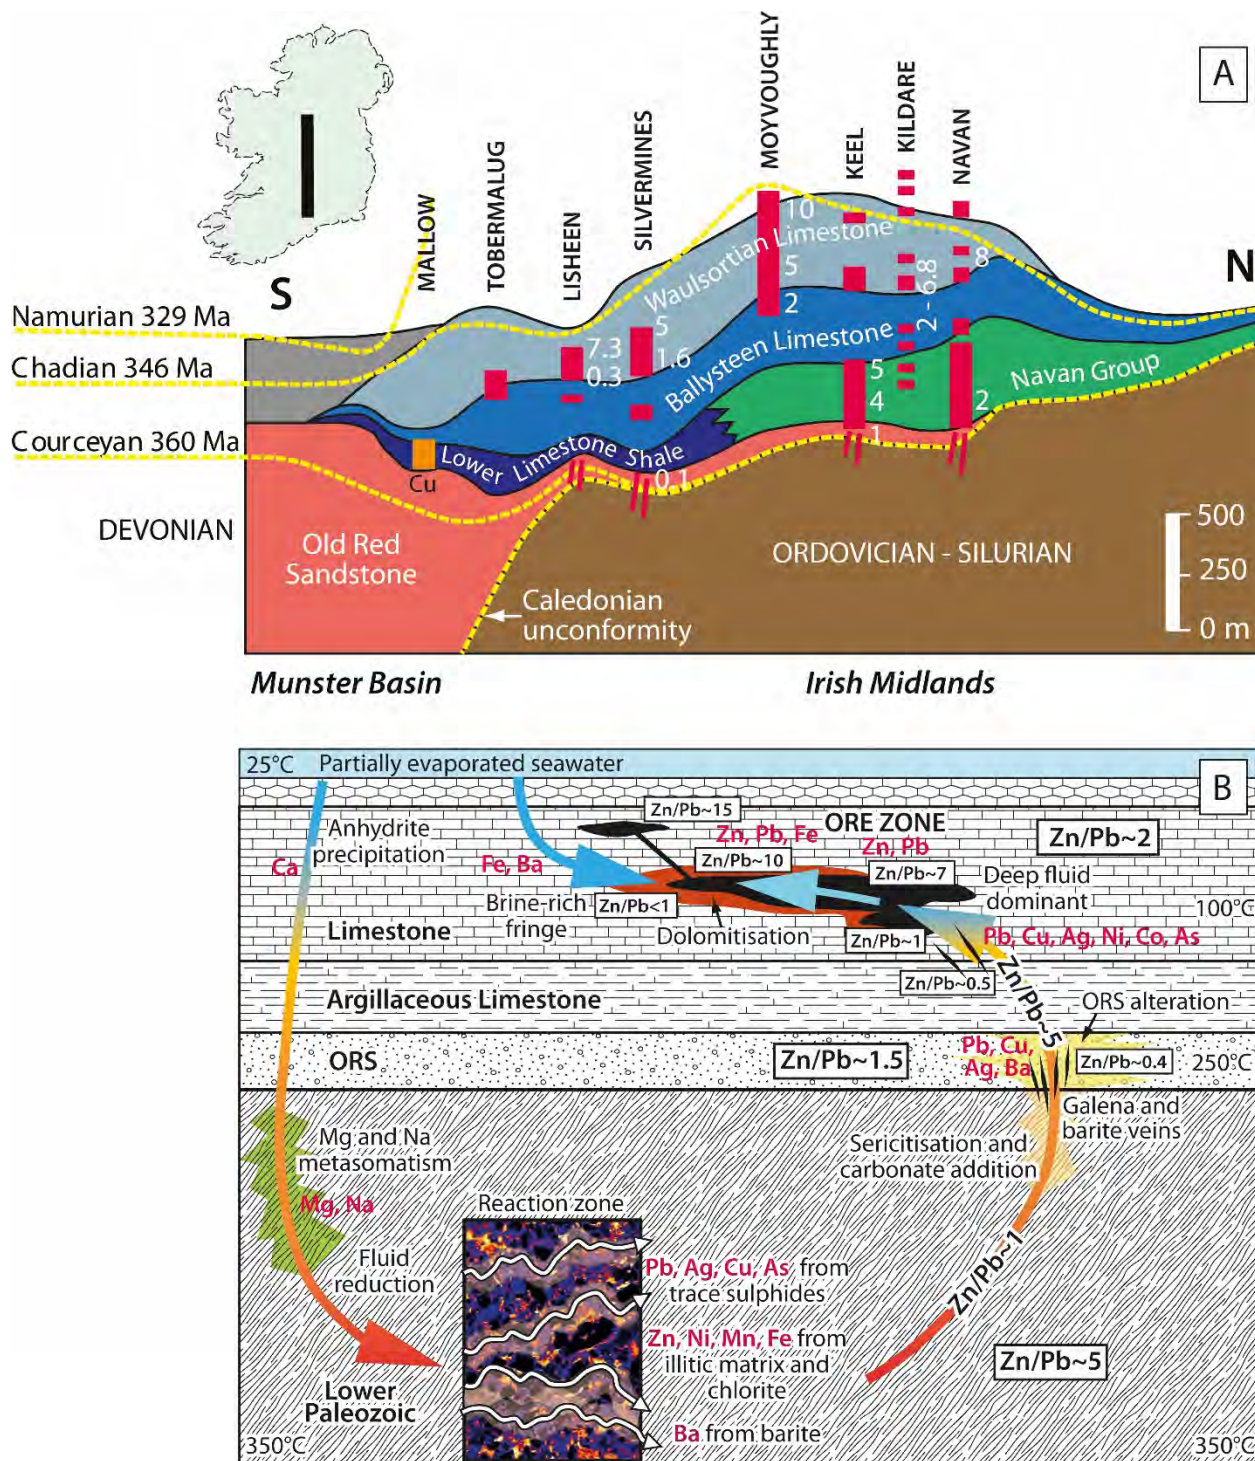 A
MALLOW
TOBERMALUG
LISHEEN
SILVERMINES
MOYVOUGHLY
KEEL
KILDARE
NAVAN
S
N
Namurian 329 Ma
Chadian 346 Ma
Courceyan 360 Ma
DEVONIAN
10
5
2
Waulsortian Limestone
5
1.6
7.3
0.3
8
2 - 6.8
Ballysteen Limestone
5
4
1
2
Navan Group
Lower Limestone Shale
0.1
Cu
Old Red
Sandstone
ORDOVICIAN - SILURIAN
Caledonian
unconformity
500
250
0 m
Munster Basin
Irish Midlands
25°C
Partially evaporated seawater
B
Zn/Pb~15
ORE ZONE
Zn, Pb, Fe
Zn, Pb
Zn/Pb~2
Anhydrite
precipitation
Ca
Fe, Ba
Zn/Pb~10
Zn/Pb~7
Deep fluid
dominant
Brine-rich
fringe
Zn/Pb<1
Dolomitisation
Zn/Pb~1
100°C
Limestone
Pb, Cu, Ag, Ni, Co, As
Zn/Pb~0.5
Zn/Pb~5
Argillaceous Limestone
ORS alteration
ORS
Zn/Pb~1.5
Pb, Cu,
Ag, Ba
Zn/Pb~0.4
250°C
Galena and
barite veins
Mg and Na
metasomatism
Sericitisation and
carbonate addition
Mg, Na
Reaction zone
Fluid
reduction
Pb, Ag, Cu, As from
trace sulphides
Zn/Pb~1
Zn, Ni, Mn, Fe from
illitic matrix and
chlorite
Zn/Pb~5
Lower
Paleozoic
Ba from barite
350°C
350°C